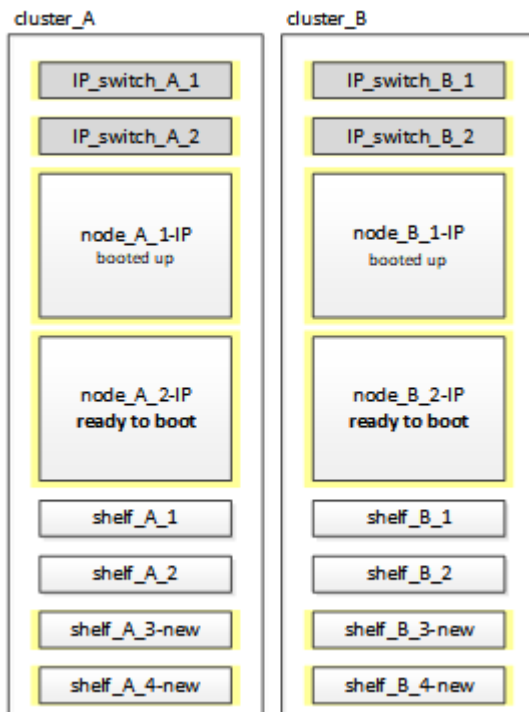 cluster_A
IP_switch_A_1
IP_switch_A_2
node_A_1-IP
booted up
node_A_2-IP
ready to boot
shelf_A_1
shelf_A_2
shelf_A_3-new
shelf_A_4-new
cluster_B
IP_switch_B_1
IP_switch_B_2
node_B_1-IP
booted up
node_B_2-IP
ready to boot
shelf_B_1
shelf_B_2
shelf_B_3-new
shelf_B_4-new